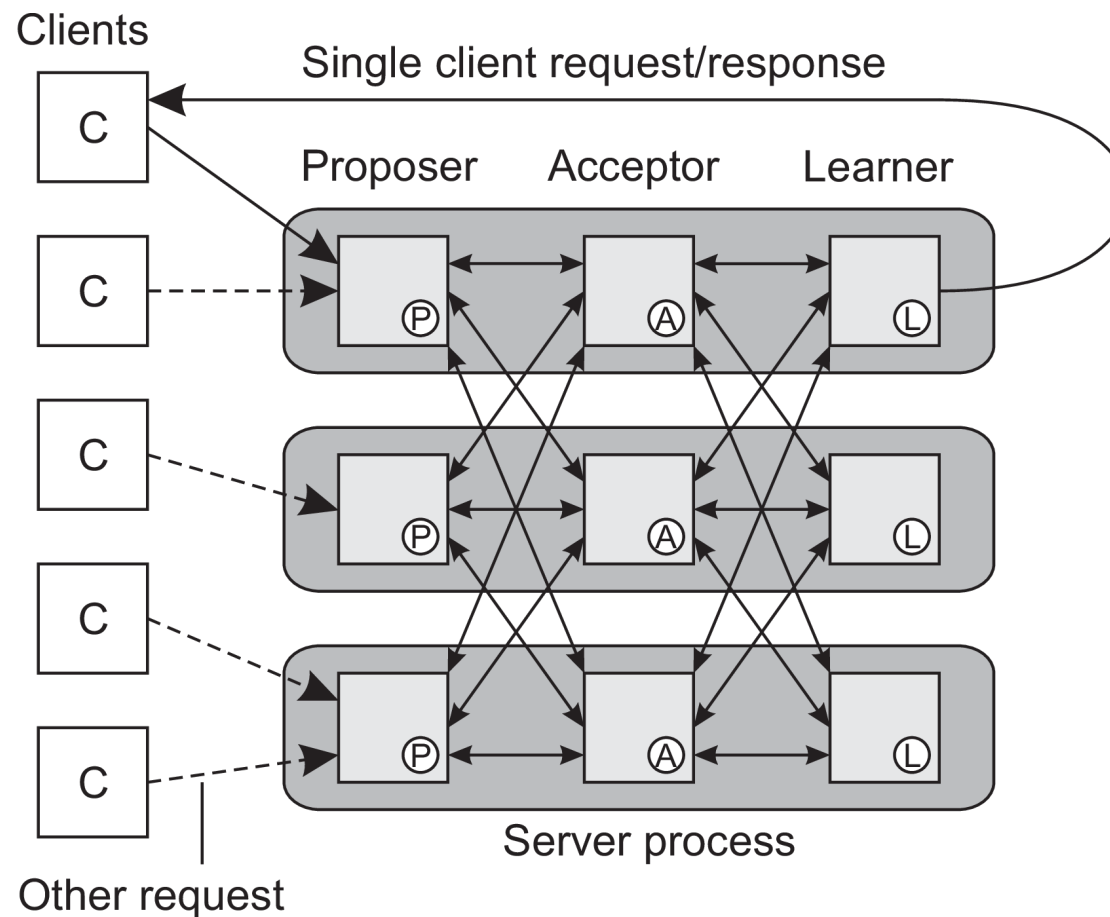 Clients
Single client request/response
C
Proposer Acceptor Learner
C
P A L
C
P A L
C
C
P A L
Server process
Other request